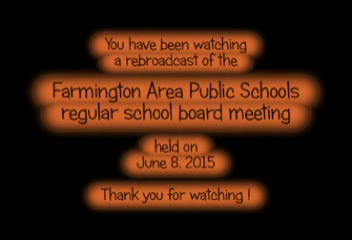 You have been watching
a rebroadcast of the
Farmington Area Public Schools
regular school board meeting
held on
June 8, 2015
Thank you for watching !